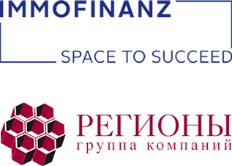 IMMOFINANZ
SPACE TO SUCCEED
РЕГИОНЫ
группа компаний